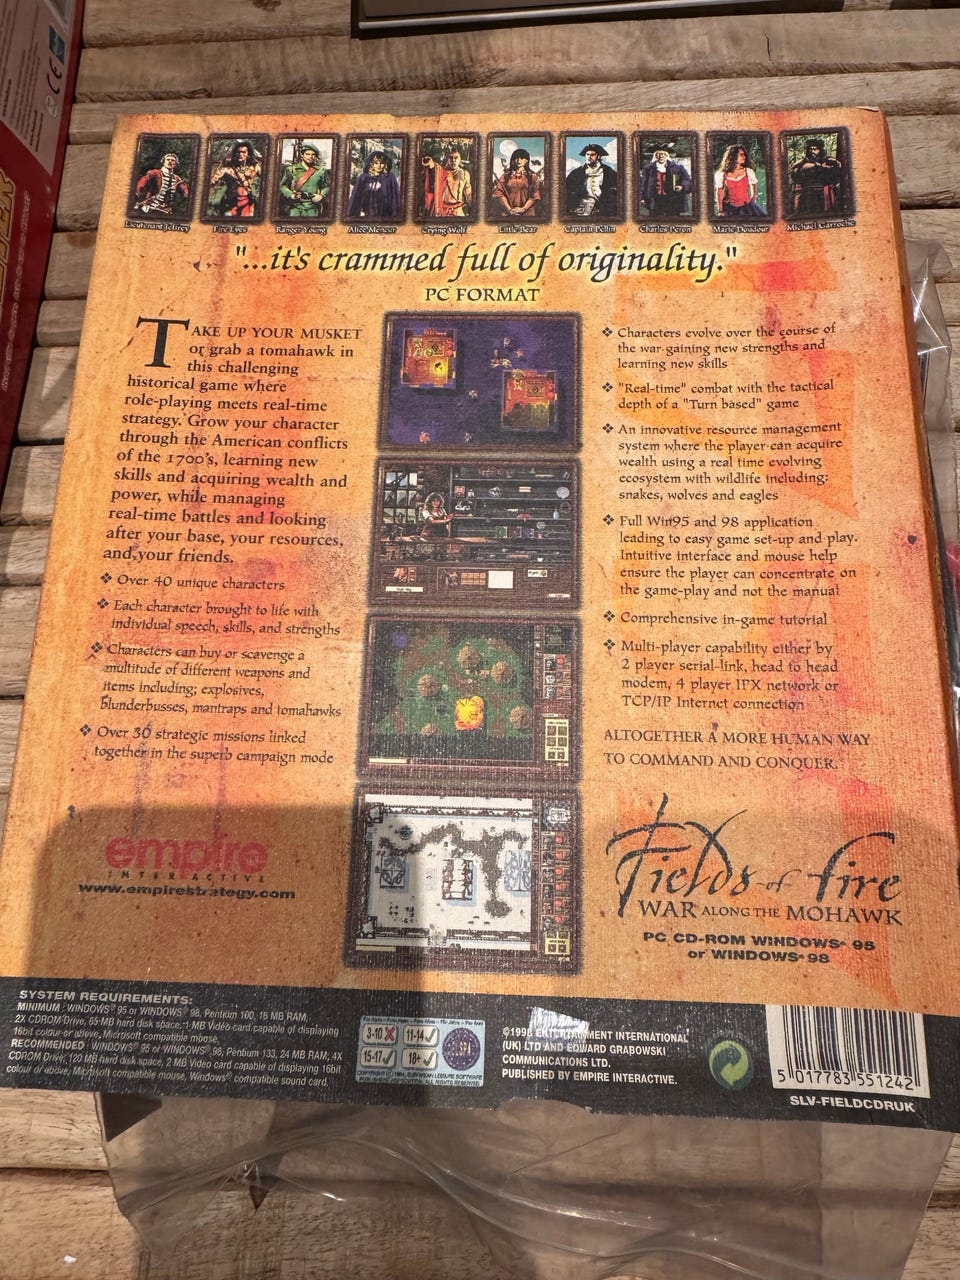 Lieutenant Jefrey
Fire Eyes
Ranger Young
Alice Mencus
Crying Wolf
Little Bear
Captain Pellin
Charles Peron
Marie Doudour
Michael Garroche
"...it's crammed full of originality."
PC FORMAT
TAKE UP YOUR MUSKET
or grab a tomahawk in
this challenging
historical game where
role-playing meets real-time
strategy. Grow your character
through the American conflicts
of the 1700's, learning new
skills and acquiring wealth and
power, while managing
real-time battles and looking
after your base, your resources,
and your friends.
❖ Over 40 unique characters
❖ Each character brought to life with
individual speech, skills, and strengths
❖ Characters can buy or scavenge a
multitude of different weapons and
items including; explosives,
blunderbusses, mantraps and tomahawks
❖ Over 30 strategic missions linked
together in the superb campaign mode
❖ Characters evolve over the course of
the war-gaining new strengths and
learning new skills
❖ "Real-time" combat with the tactical
depth of a "Turn based" game
❖ An innovative resource management
system where the player can acquire
wealth using a real time evolving
ecosystem with wildlife including:
snakes, wolves and eagles
❖ Full Win95 and 98 application
leading to easy game set-up and play.
Intuitive interface and mouse help
ensure the player can concentrate on
the game-play and not the manual
❖ Comprehensive in-game tutorial
❖ Multi-player capability either by
2 player serial-link, head to head
modem, 4 player IPX network or
TCP/IP Internet connection
ALTOGETHER A MORE HUMAN WAY
TO COMMAND AND CONQUER.
empire
INTERACTIVE
www.empirestrategy.com
Fields of fire
WAR ALONG THE MOHAWK
PC CD-ROM WINDOWS® 95
or WINDOWS® 98
SYSTEM REQUIREMENTS:
MINIMUM : WINDOWS® 95 or WINDOWS® 98, Pentium 100, 16 MB RAM,
2X CDROM Drive, 65 MB hard disk space, 1 MB Video card capable of displaying
16bit colour or above, Microsoft compatible mouse.
RECOMMENDED : WINDOWS® 95 or WINDOWS® 98, Pentium 133, 24 MB RAM, 4X
CDROM Drive, 120 MB hard disk space, 2 MB Video card capable of displaying 16bit
colour or above, Microsoft compatible mouse, Windows® compatible sound card.
3-10 ✗ 11-14 ✓
15-17 ✓ 18+ ✓
ELSPA
©1998 ENTERTAINMENT INTERNATIONAL
(UK) LTD AND EDWARD GRABOWSKI
COMMUNICATIONS LTD.
PUBLISHED BY EMPIRE INTERACTIVE.
5 017783 551242
SLV-FIELDCDRUK